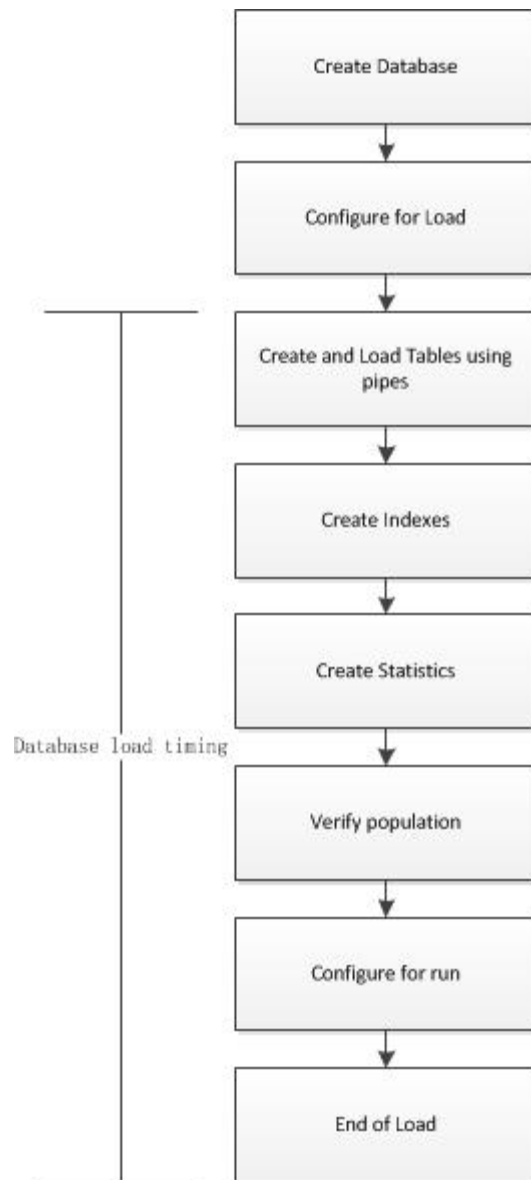 Create Database
Configure for Load
Create and Load Tables using
pipes
Create Indexes
Create Statistics
Database load timing
Verify population
Configure for run
End of Load